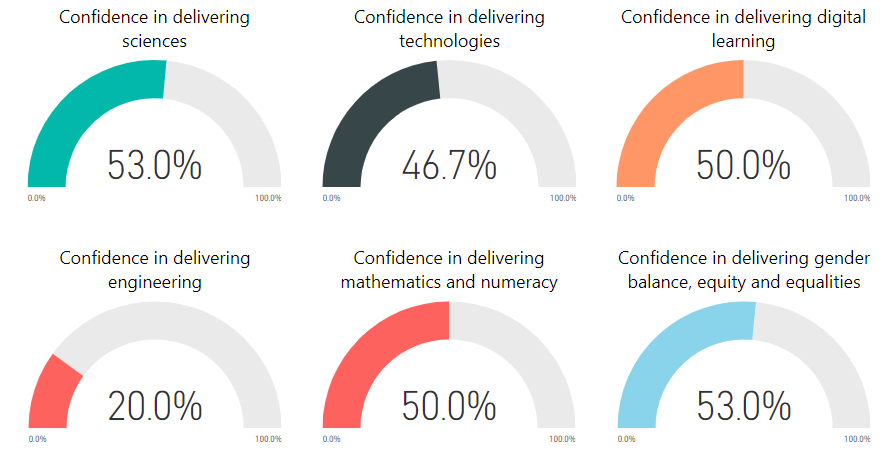 Confidence in delivering
sciences
53.0%
0.0%
100.0%
Confidence in delivering
technologies
46.7%
0.0%
100.0%
Confidence in delivering digital
learning
50.0%
0.0%
100.0%
Confidence in delivering
engineering
20.0%
0.0%
100.0%
Confidence in delivering
mathematics and numeracy
50.0%
0.0%
100.0%
Confidence in delivering gender
balance, equity and equalities
53.0%
0.0%
100.0%